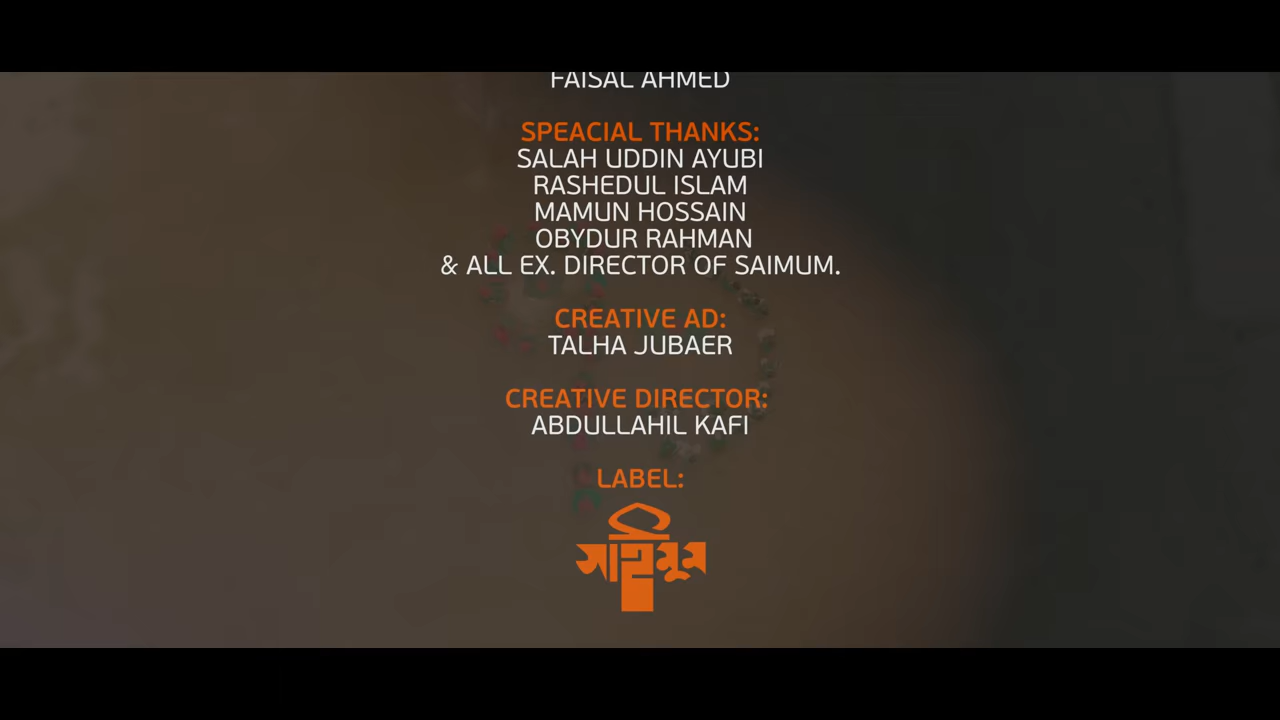 FAISAL AHMED
SPEACIAL THANKS:
SALAH UDDIN AYUBI
RASHEDUL ISLAM
MAMUN HOSSAIN
OBYDUR RAHMAN
& ALL EX. DIRECTOR OF SAIMUM.
CREATIVE AD:
TALHA JUBAER
CREATIVE DIRECTOR:
ABDULLAHIL KAFI
LABEL:
সাইমুম